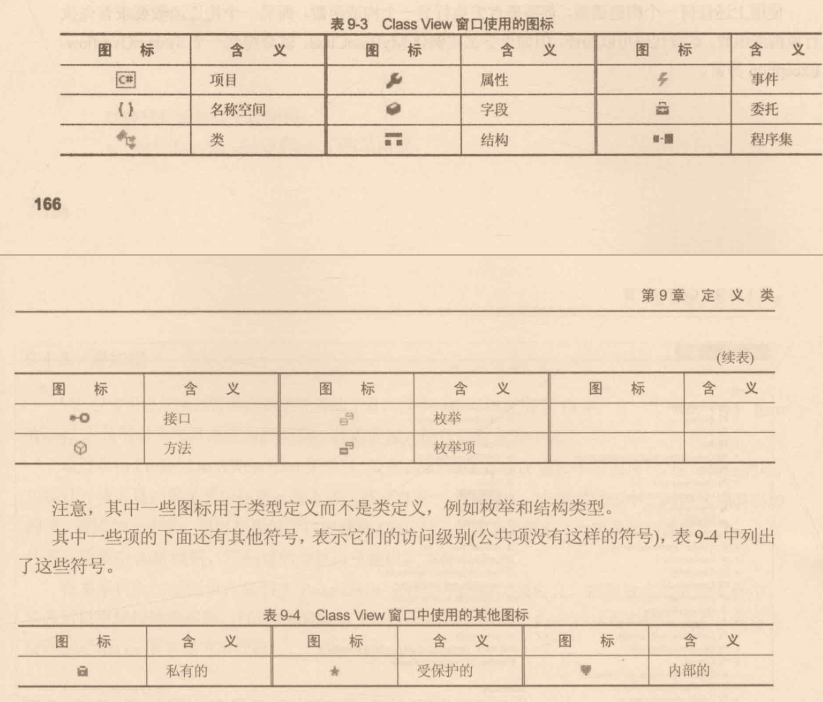 表 9-3 Class View 窗口使用的图标
图 标 含 义 图 标 含 义 图 标 含 义
C# 项目 属性 事件
{ } 名称空间 字段 委托
类 结构 程序集
166
第 9 章 定 义 类
(续表)
图 标 含 义 图 标 含 义 图 标 含 义
接口 枚举
方法 枚举项
注意，其中一些图标用于类型定义而不是类定义，例如枚举和结构类型。
其中一些项的下面还有其他符号，表示它们的访问级别(公共项没有这样的符号)，表 9-4 中列出
了这些符号。
表 9-4 Class View 窗口中使用的其他图标
图 标 含 义 图 标 含 义 图 标 含 义
私有的 受保护的 内部的